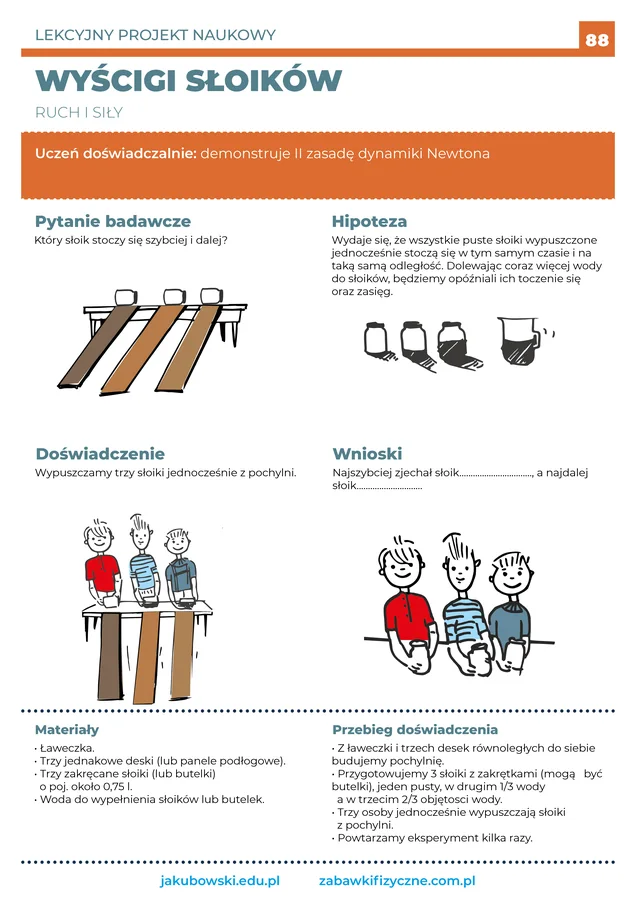 LEKCYJNY PROJEKT NAUKOWY
88
WYŚCIGI SŁOIKÓW
RUCH I SIŁY
Uczeń doświadczalnie: demonstruje II zasadę dynamiki Newtona
Pytanie badawcze
Który słoik stoczy się szybciej i dalej?
Hipoteza
Wydaje się, że wszystkie puste słoiki wypuszczone
jednocześnie stoczą się w tym samym czasie i na
taką samą odległość. Dolewając coraz więcej wody
do słoików, będziemy opóźniali ich toczenie się
oraz zasięg.
Doświadczenie
Wypuszczamy trzy słoiki jednocześnie z pochylni.
Wnioski
Najszybciej zjechał słoik................................, a najdalej
słoik.............................
Materiały
• Ławeczka.
• Trzy jednakowe deski (lub panele podłogowe).
• Trzy zakręcane słoiki (lub butelki)
o poj. około 0,75 l.
• Woda do wypełnienia słoików lub butelek.
Przebieg doświadczenia
• Z ławeczki i trzech desek równoległych do siebie
budujemy pochylnię.
• Przygotowujemy 3 słoiki z zakrętkami (mogą być
butelki), jeden pusty, w drugim 1/3 wody
a w trzecim 2/3 objętosci wody.
• Trzy osoby jednocześnie wypuszczają słoiki
z pochylni.
• Powtarzamy eksperyment kilka razy.
jakubowski.edu.pl zabawkifizyczne.com.pl